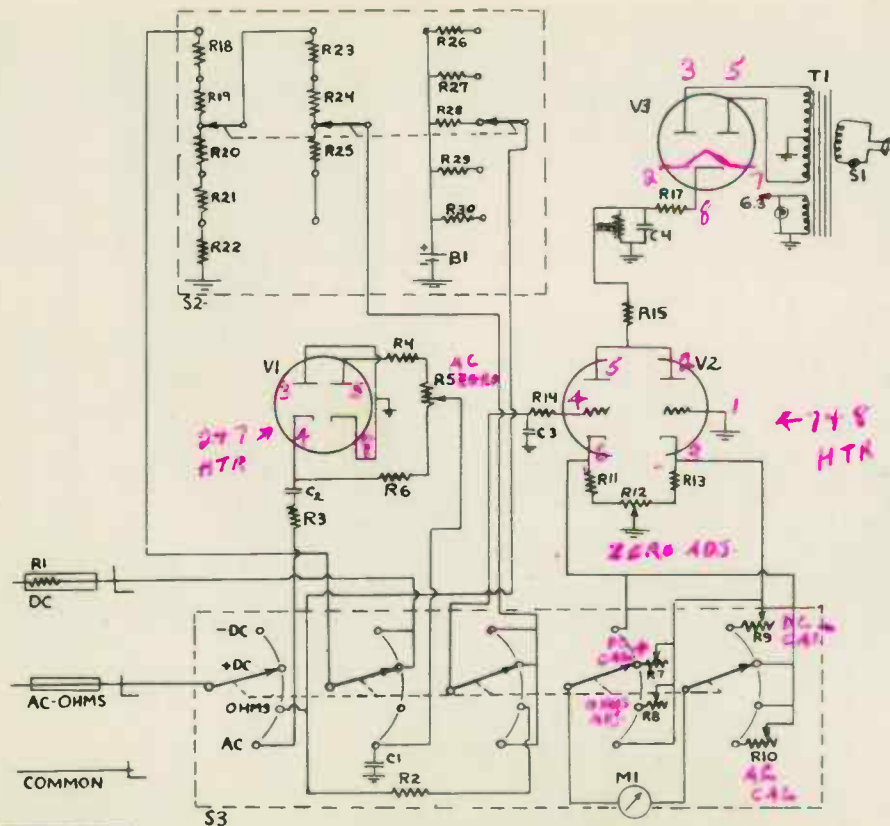 R18
R23
R26
R19
R24
R27
R28
R20
R25
R29
R21
R30
R22
B1
S2
3 5
T1
V3
S1
2
7
R17
8
6.3
C4
R15
V1
R4
AC
ZERO
R5
3
5
4
247
HTR
C2
R6
R3
5
2
V2
R14
4
1
C3
6
3
748
HTR
R11
R12
R13
ZERO ADJ.
R1
DC
-DC
+DC
OHMS
AC
AC-OHMS
COMMON
DC
CAL
R7
OHMS
ADJ
R8
R9
DC
CAL
R10
AC
CAL
C1
R2
M1
S3